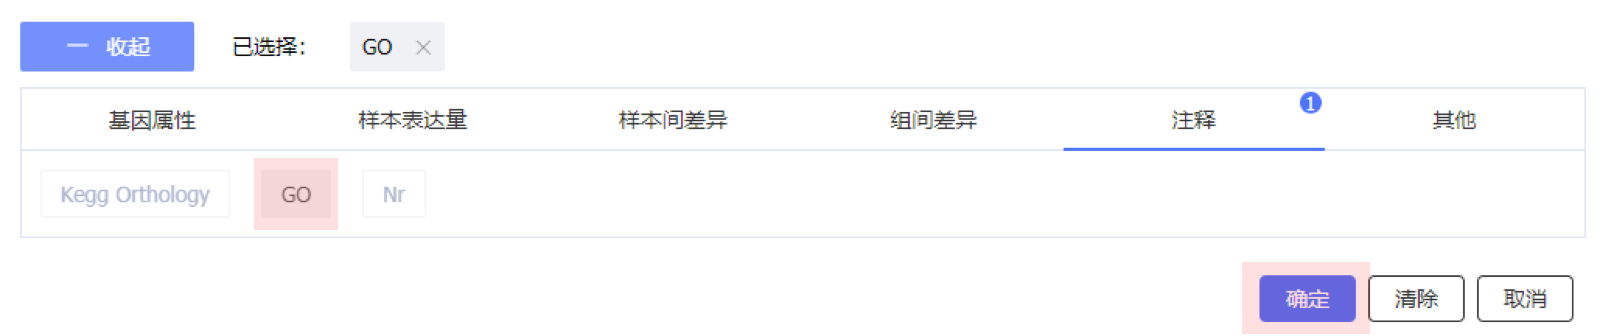 一 收起 已选择： GO ×
基因属性 样本表达量 样本间差异 组间差异 注释 1 其他
Kegg Orthology GO Nr
确定 清除 取消